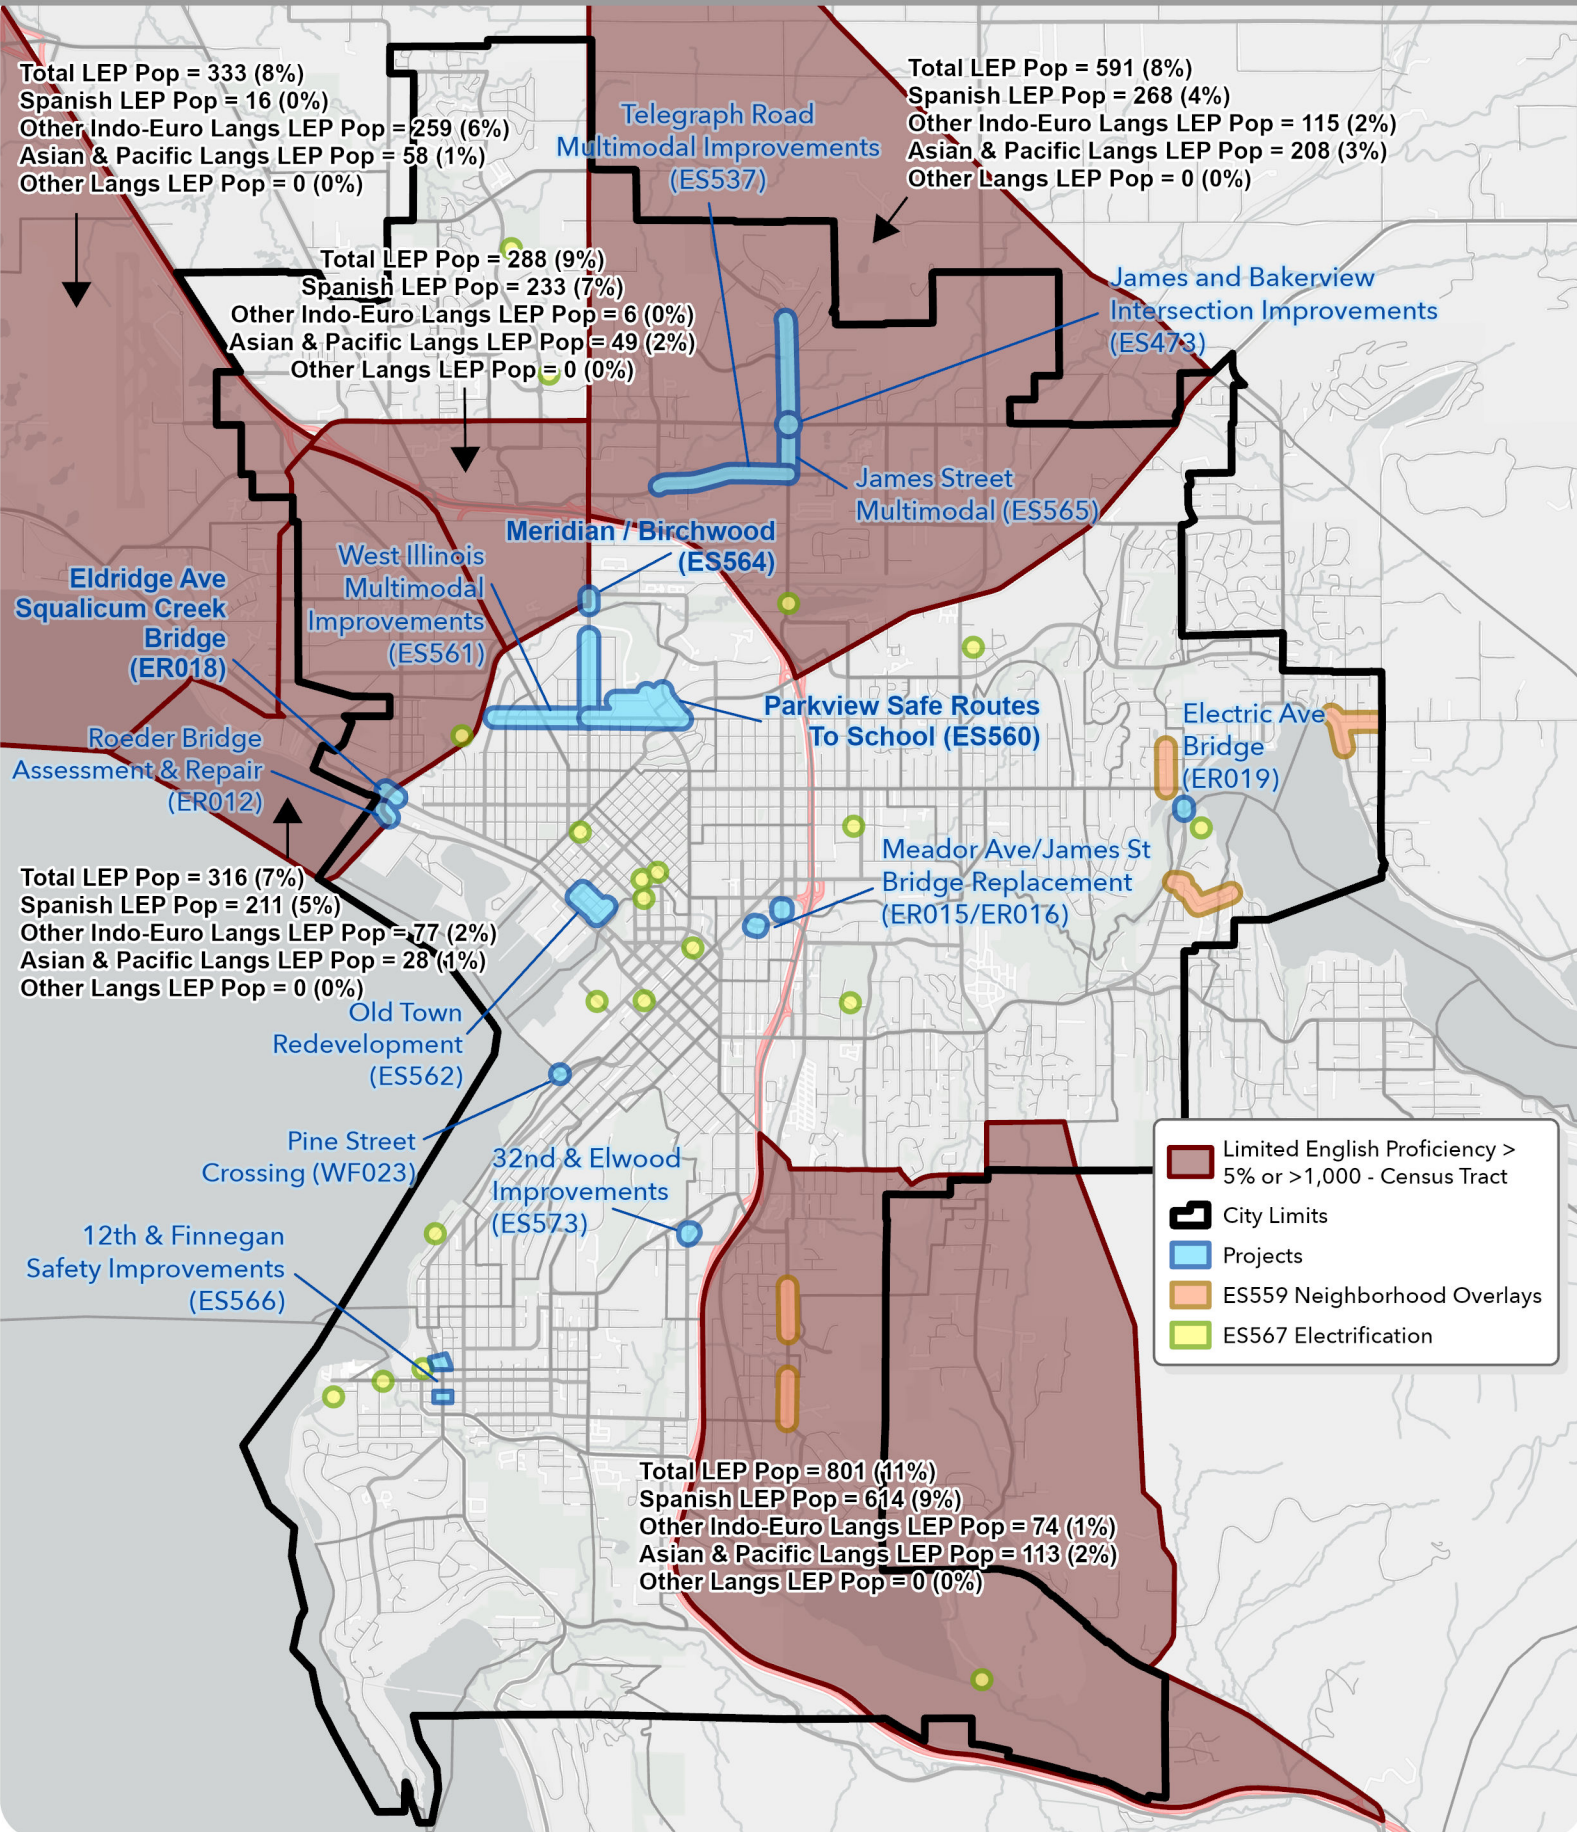 Total LEP Pop = 333 (8%)
Spanish LEP Pop = 16 (0%)
Other Indo-Euro Langs LEP Pop = 259 (6%)
Asian & Pacific Langs LEP Pop = 58 (1%)
Other Langs LEP Pop = 0 (0%)
Total LEP Pop = 591 (8%)
Spanish LEP Pop = 268 (4%)
Other Indo-Euro Langs LEP Pop = 115 (2%)
Asian & Pacific Langs LEP Pop = 208 (3%)
Other Langs LEP Pop = 0 (0%)
Telegraph Road
Multimodal Improvements
(ES537)
Total LEP Pop = 288 (9%)
Spanish LEP Pop = 233 (7%)
Other Indo-Euro Langs LEP Pop = 6 (0%)
Asian & Pacific Langs LEP Pop = 49 (2%)
Other Langs LEP Pop = 0 (0%)
James and Bakerview
Intersection Improvements
(ES473)
James Street
Multimodal (ES565)
Meridian / Birchwood
(ES564)
West Illinois
Multimodal
Improvements
(ES561)
Eldridge Ave
Squalicum Creek
Bridge
(ER018)
Parkview Safe Routes
To School (ES560)
Electric Ave
Bridge
(ER019)
Roeder Bridge
Assessment & Repair
(ER012)
Meador Ave/James St
Bridge Replacement
(ER015/ER016)
Total LEP Pop = 316 (7%)
Spanish LEP Pop = 211 (5%)
Other Indo-Euro Langs LEP Pop = 77 (2%)
Asian & Pacific Langs LEP Pop = 28 (1%)
Other Langs LEP Pop = 0 (0%)
Old Town
Redevelopment
(ES562)
Pine Street
Crossing (WF023)
32nd & Elwood
Improvements
(ES573)
12th & Finnegan
Safety Improvements
(ES566)
Limited English Proficiency >
5% or >1,000 - Census Tract
City Limits
Projects
ES559 Neighborhood Overlays
ES567 Electrification
Total LEP Pop = 801 (11%)
Spanish LEP Pop = 614 (9%)
Other Indo-Euro Langs LEP Pop = 74 (1%)
Asian & Pacific Langs LEP Pop = 113 (2%)
Other Langs LEP Pop = 0 (0%)